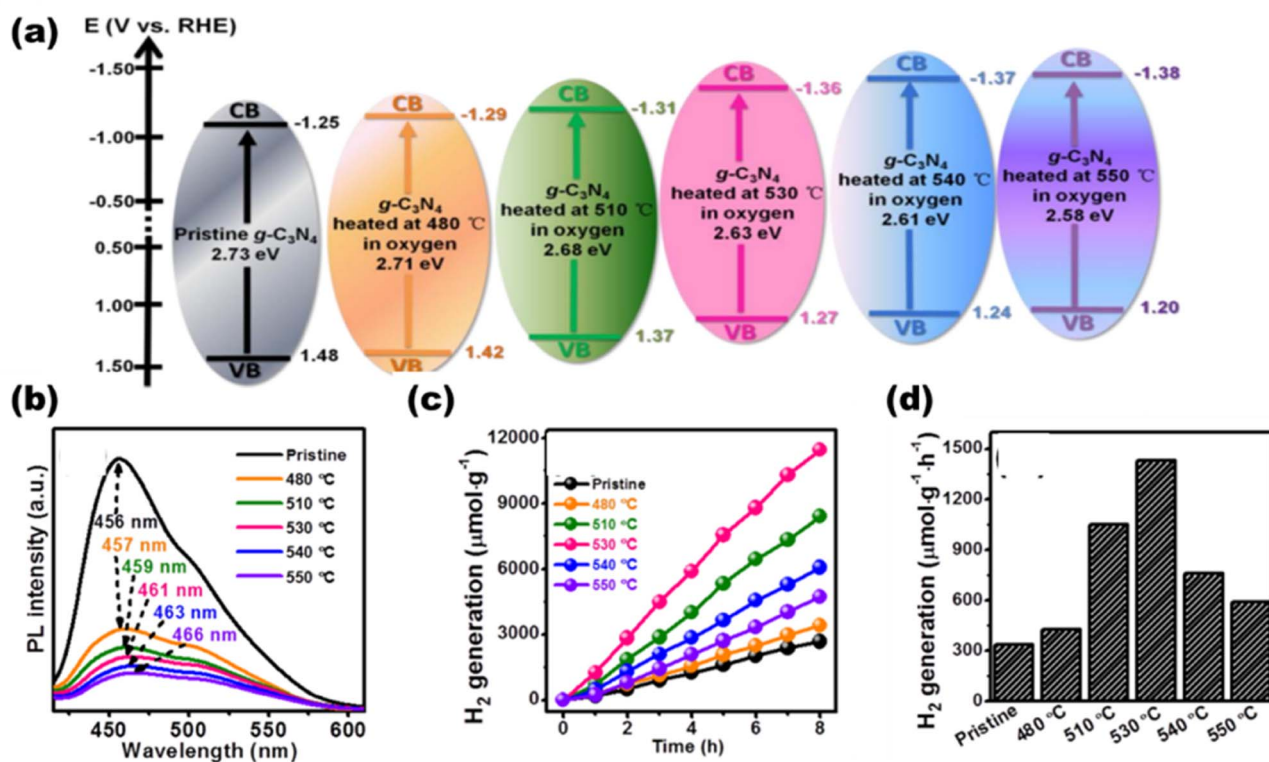 (a)
E (V vs. RHE)
-1.50
-1.00
-0.50
0.50
1.00
1.50
CB
-1.25
Pristine g-C₃N₄
2.73 eV
1.48
VB
CB
-1.29
g-C₃N₄
heated at 480 ℃
in oxygen
2.71 eV
1.42
VB
CB
-1.31
g-C₃N₄
heated at 510 ℃
in oxygen
2.68 eV
1.37
VB
CB
-1.36
g-C₃N₄
heated at 530 ℃
in oxygen
2.63 eV
1.27
VB
CB
-1.37
g-C₃N₄
heated at 540 ℃
in oxygen
2.61 eV
1.24
VB
CB
-1.38
g-C₃N₄
heated at 550 ℃
in oxygen
2.58 eV
1.20
VB
(b)
PL intensity (a.u.)
456 nm
457 nm
459 nm
461 nm
463 nm
466 nm
Pristine
480 °C
510 °C
530 °C
540 °C
550 °C
450 500 550 600
Wavelength (nm)
(c)
H₂ generation (μmol·g⁻¹)
12000
9000
6000
3000
0
Pristine
480 °C
510 °C
530 °C
540 °C
550 °C
0 2 4 6 8
Time (h)
(d)
H₂ generation (μmol·g⁻¹·h⁻¹)
1500
1200
900
600
300
0
Pristine
480 °C
510 °C
530 °C
540 °C
550 °C